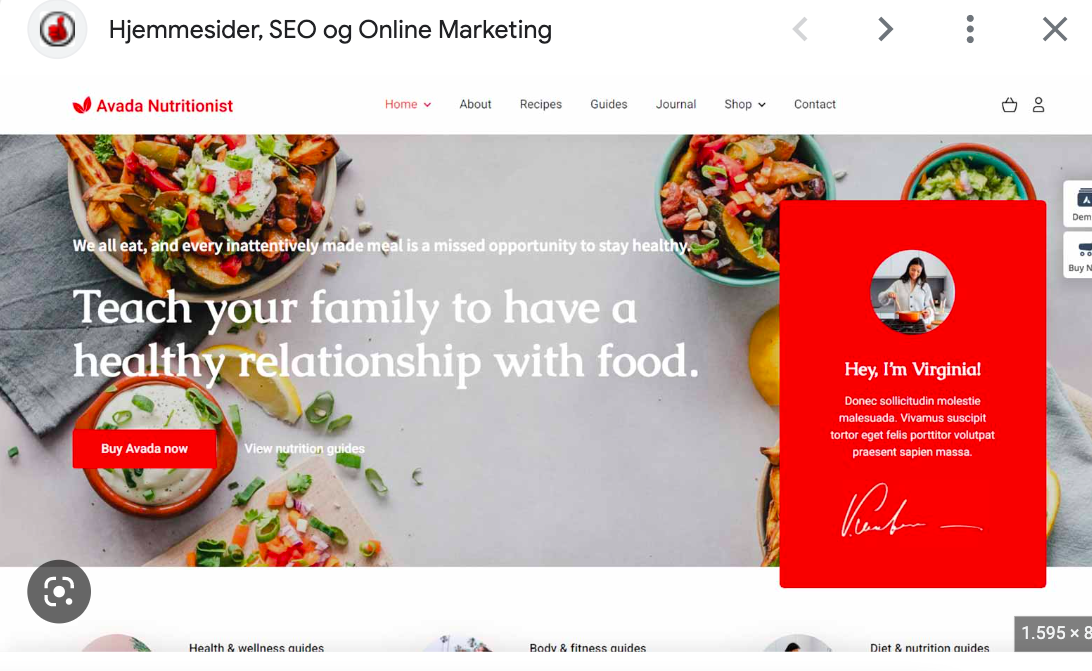 Hjemmesider, SEO og Online Marketing
Avada Nutritionist
Home
About
Recipes
Guides
Journal
Shop
Contact
We all eat, and every inattentively made meal is a missed opportunity to stay healthy.
Teach your family to have a
healthy relationship with food.
Buy Avada now
View nutrition guides
Hey, I'm Virginia!
Donec sollicitudin molestie
malesuada. Vivamus suscipit
tortor eget felis porttitor volutpat
praesent sapien massa.
Dem
Buy N
Health & wellness guides
Body & fitness guides
Diet & nutrition guides
1.595 × 8